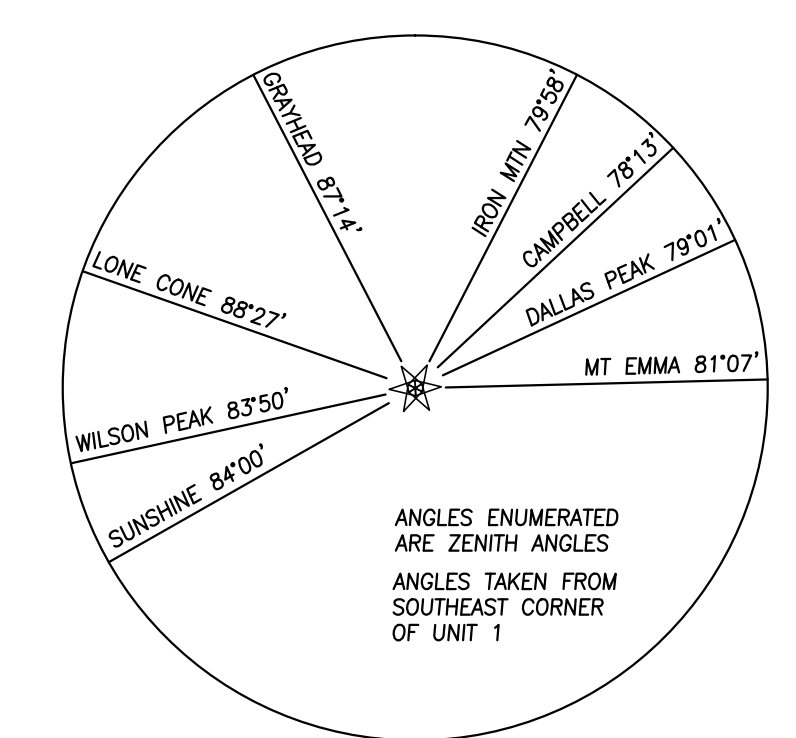 GRAYHEAD 87°14'
IRON MTN 79°58'
CAMPBELL 78°13'
DALLAS PEAK 79°01'
MT EMMA 81°07'
LONE CONE 88°27'
WILSON PEAK 83°50'
SUNSHINE 84°00'
ANGLES ENUMERATED
ARE ZENITH ANGLES
ANGLES TAKEN FROM
SOUTHEAST CORNER
OF UNIT 1